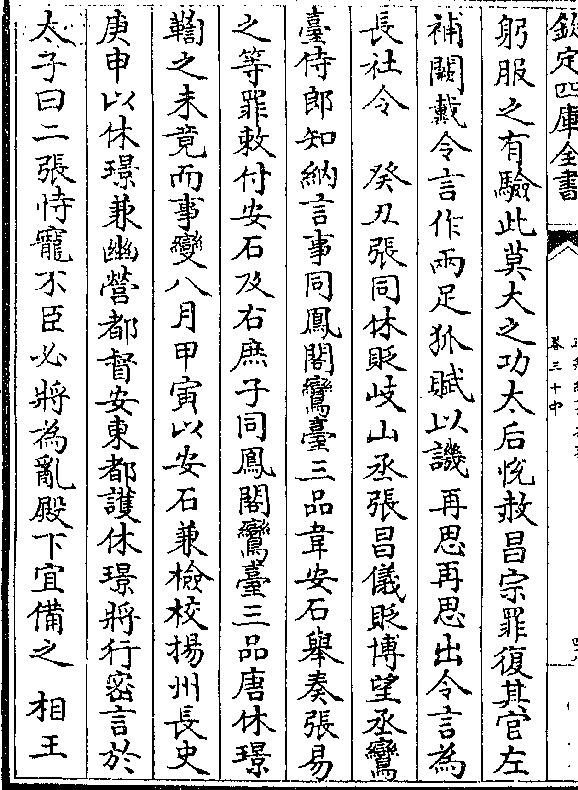 欽定四庫全書
卷三十中
躬服之有驗此莫大之功太后悅赦昌宗罪復其官左
補闕戴令言作兩足狐賦以譏再思再思出令言為
長社令　癸丑張同休貶岐山丞張昌儀貶博望丞鸞
臺侍郎知納言事同鳳閣鸞臺三品韋安石舉奏張易
之等罪敕付安石及右庶子同鳳閣鸞臺三品唐休璟
鞫之未竟而事變八月甲寅以安石兼檢校揚州長史
庚申以休璟兼幽營都督安東都護休璟將行密言於
太子曰二張恃寵不臣必將為亂殿下宜備之　相王